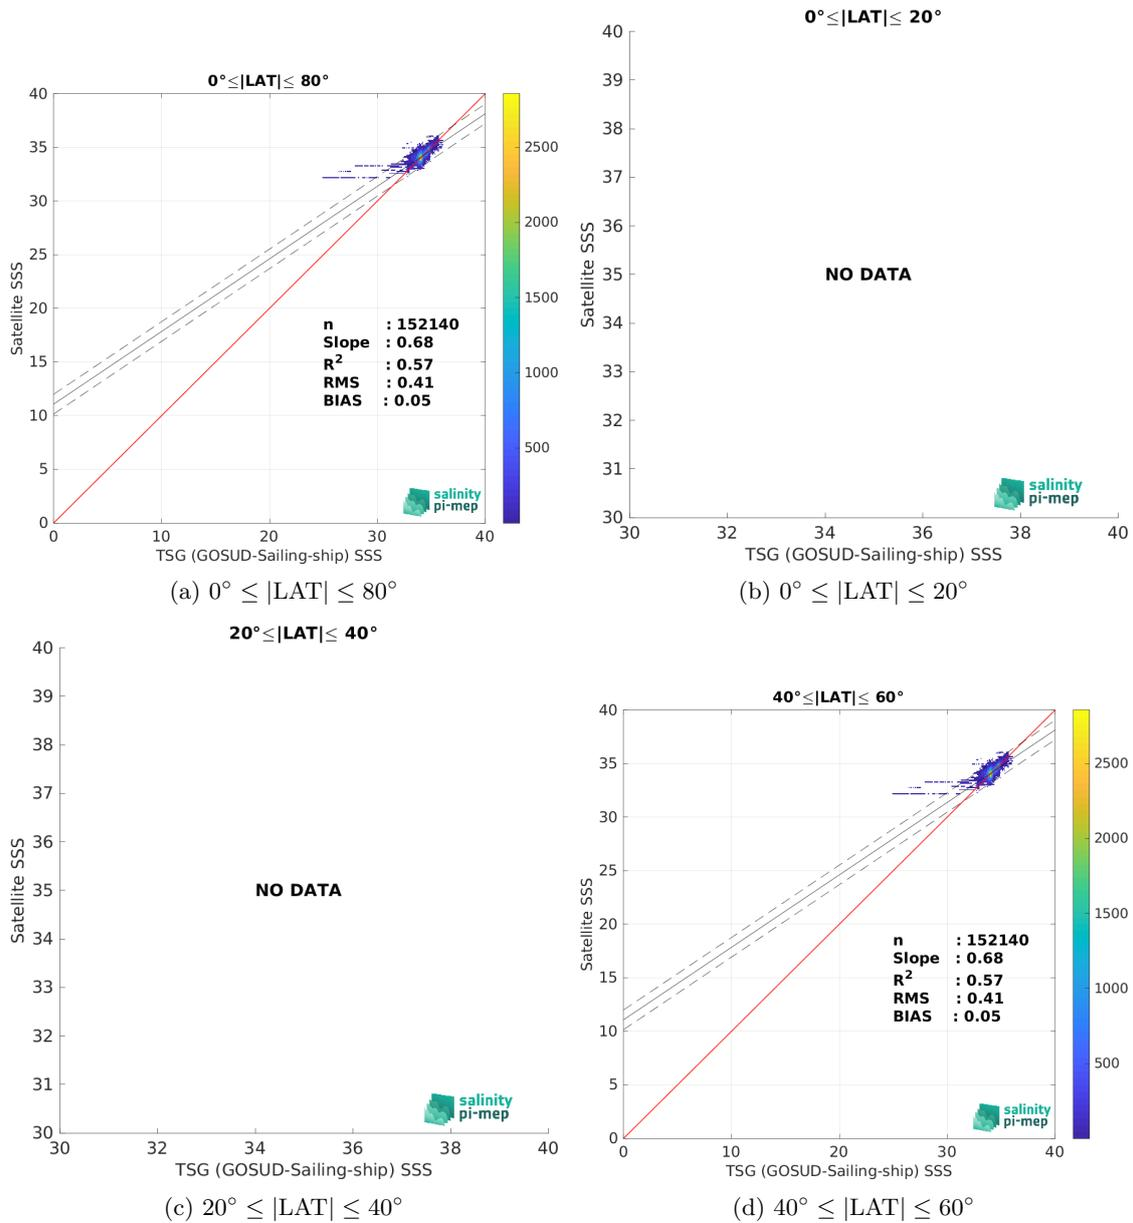 0°≤|LAT|≤ 80°
40
35
30
25
20
15
10
5
0
Satellite SSS
0 10 20 30 40
TSG (GOSUD-Sailing-ship) SSS
2500
2000
1500
1000
500
n : 152140
Slope : 0.68
R² : 0.57
RMS : 0.41
BIAS : 0.05
salinity
pi-mep
(a) 0° ≤ |LAT| ≤ 80°
0°≤|LAT|≤ 20°
40
39
38
37
36
35
34
33
32
31
30
Satellite SSS
NO DATA
salinity
pi-mep
30 32 34 36 38 40
TSG (GOSUD-Sailing-ship) SSS
(b) 0° ≤ |LAT| ≤ 20°
20°≤|LAT|≤ 40°
40
39
38
37
36
35
34
33
32
31
30
Satellite SSS
NO DATA
salinity
pi-mep
30 32 34 36 38 40
TSG (GOSUD-Sailing-ship) SSS
(c) 20° ≤ |LAT| ≤ 40°
40°≤|LAT|≤ 60°
40
35
30
25
20
15
10
5
0
Satellite SSS
0 10 20 30 40
TSG (GOSUD-Sailing-ship) SSS
2500
2000
1500
1000
500
n : 152140
Slope : 0.68
R² : 0.57
RMS : 0.41
BIAS : 0.05
salinity
pi-mep
(d) 40° ≤ |LAT| ≤ 60°